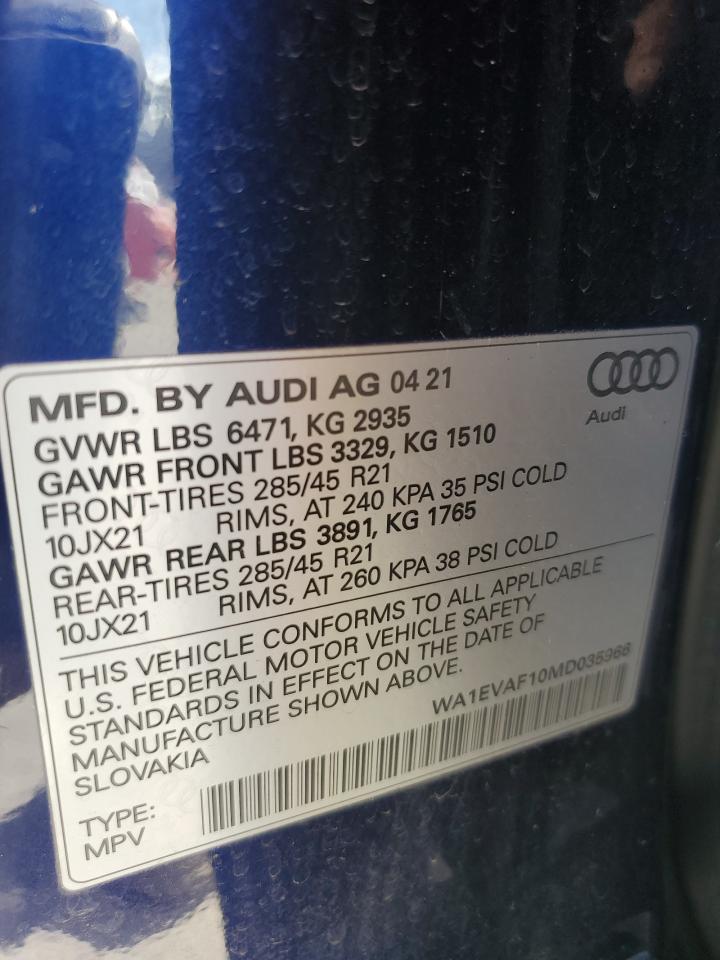 MFD. BY AUDI AG 04 21
Audi
GVWR LBS 6471, KG 2935
GAWR FRONT LBS 3329, KG 1510
FRONT-TIRES 285/45 R21
10JX21 RIMS, AT 240 KPA 35 PSI COLD
GAWR REAR LBS 3891, KG 1765
REAR-TIRES 285/45 R21
10JX21 RIMS, AT 260 KPA 38 PSI COLD
THIS VEHICLE CONFORMS TO ALL APPLICABLE
U.S. FEDERAL MOTOR VEHICLE SAFETY
STANDARDS IN EFFECT ON THE DATE OF
MANUFACTURE SHOWN ABOVE.
SLOVAKIA
WA1EVAF10MD035966
TYPE:
MPV